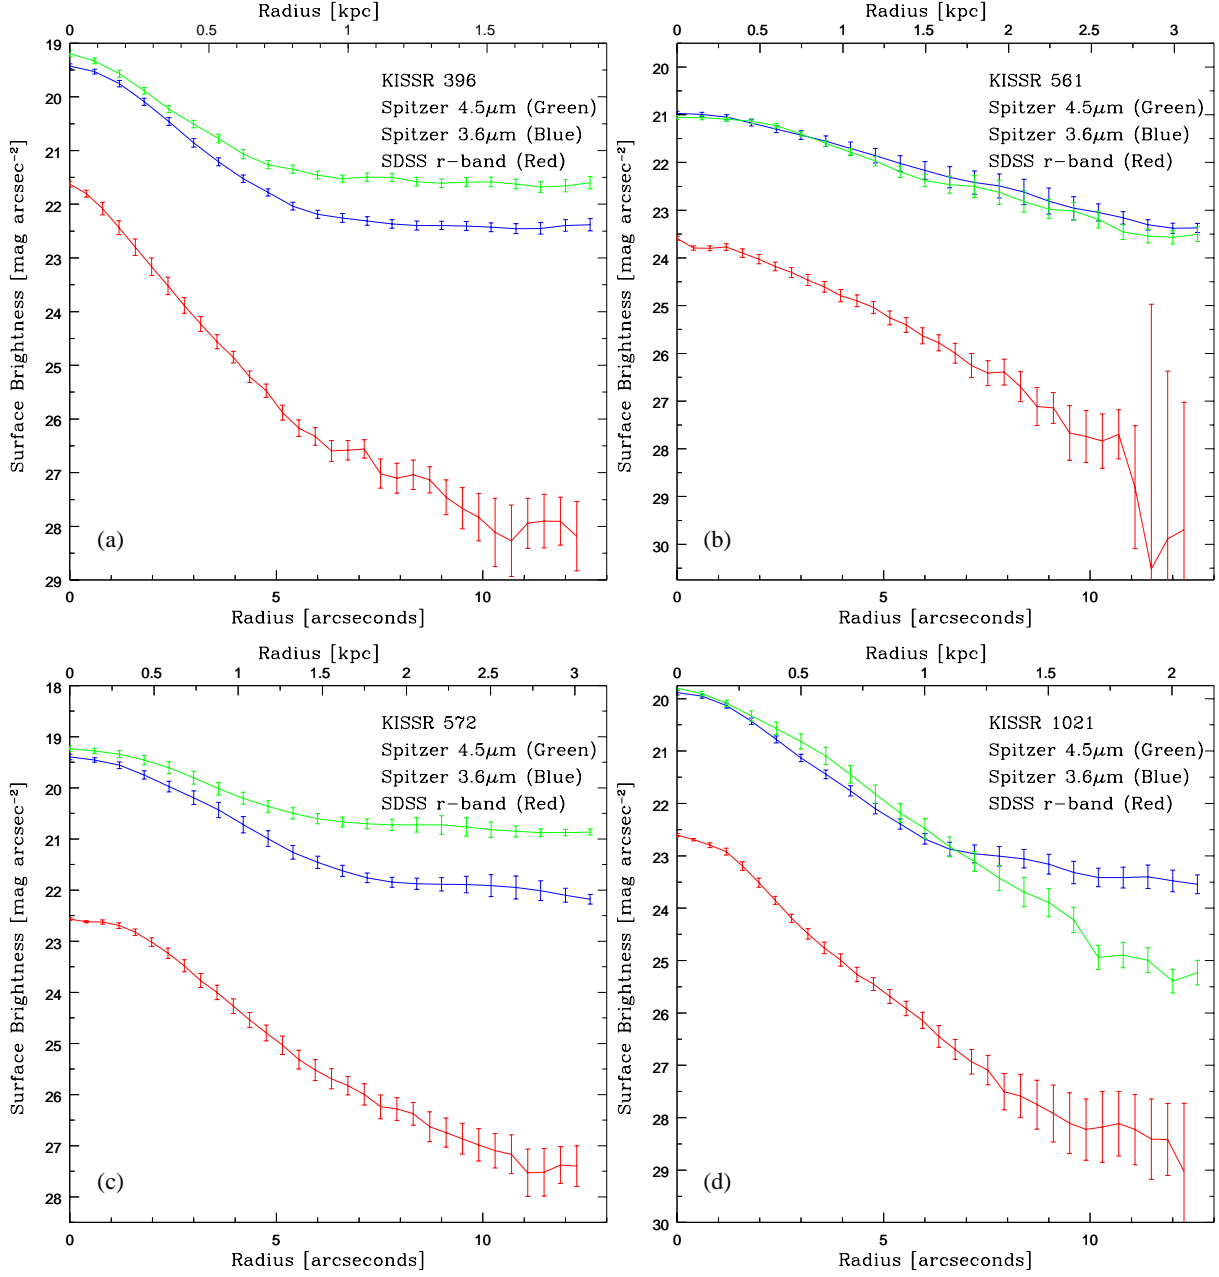 Radius [kpc]
0 0.5 1 1.5
19
20
21
22
23
24
25
26
27
28
29
Surface Brightness [mag arcsec⁻²]
KISSR 396
Spitzer 4.5μm (Green)
Spitzer 3.6μm (Blue)
SDSS r-band (Red)
(a)
0 5 10
Radius [arcseconds]
Radius [kpc]
0 0.5 1 1.5 2 2.5 3
20
21
22
23
24
25
26
27
28
29
30
Surface Brightness [mag arcsec⁻²]
KISSR 561
Spitzer 4.5μm (Green)
Spitzer 3.6μm (Blue)
SDSS r-band (Red)
(b)
0 5 10
Radius [arcseconds]
Radius [kpc]
0 0.5 1 1.5 2 2.5 3
18
19
20
21
22
23
24
25
26
27
28
Surface Brightness [mag arcsec⁻²]
KISSR 572
Spitzer 4.5μm (Green)
Spitzer 3.6μm (Blue)
SDSS r-band (Red)
(c)
0 5 10
Radius [arcseconds]
Radius [kpc]
0 0.5 1 1.5 2
20
21
22
23
24
25
26
27
28
29
30
Surface Brightness [mag arcsec⁻²]
KISSR 1021
Spitzer 4.5μm (Green)
Spitzer 3.6μm (Blue)
SDSS r-band (Red)
(d)
0 5 10
Radius [arcseconds]